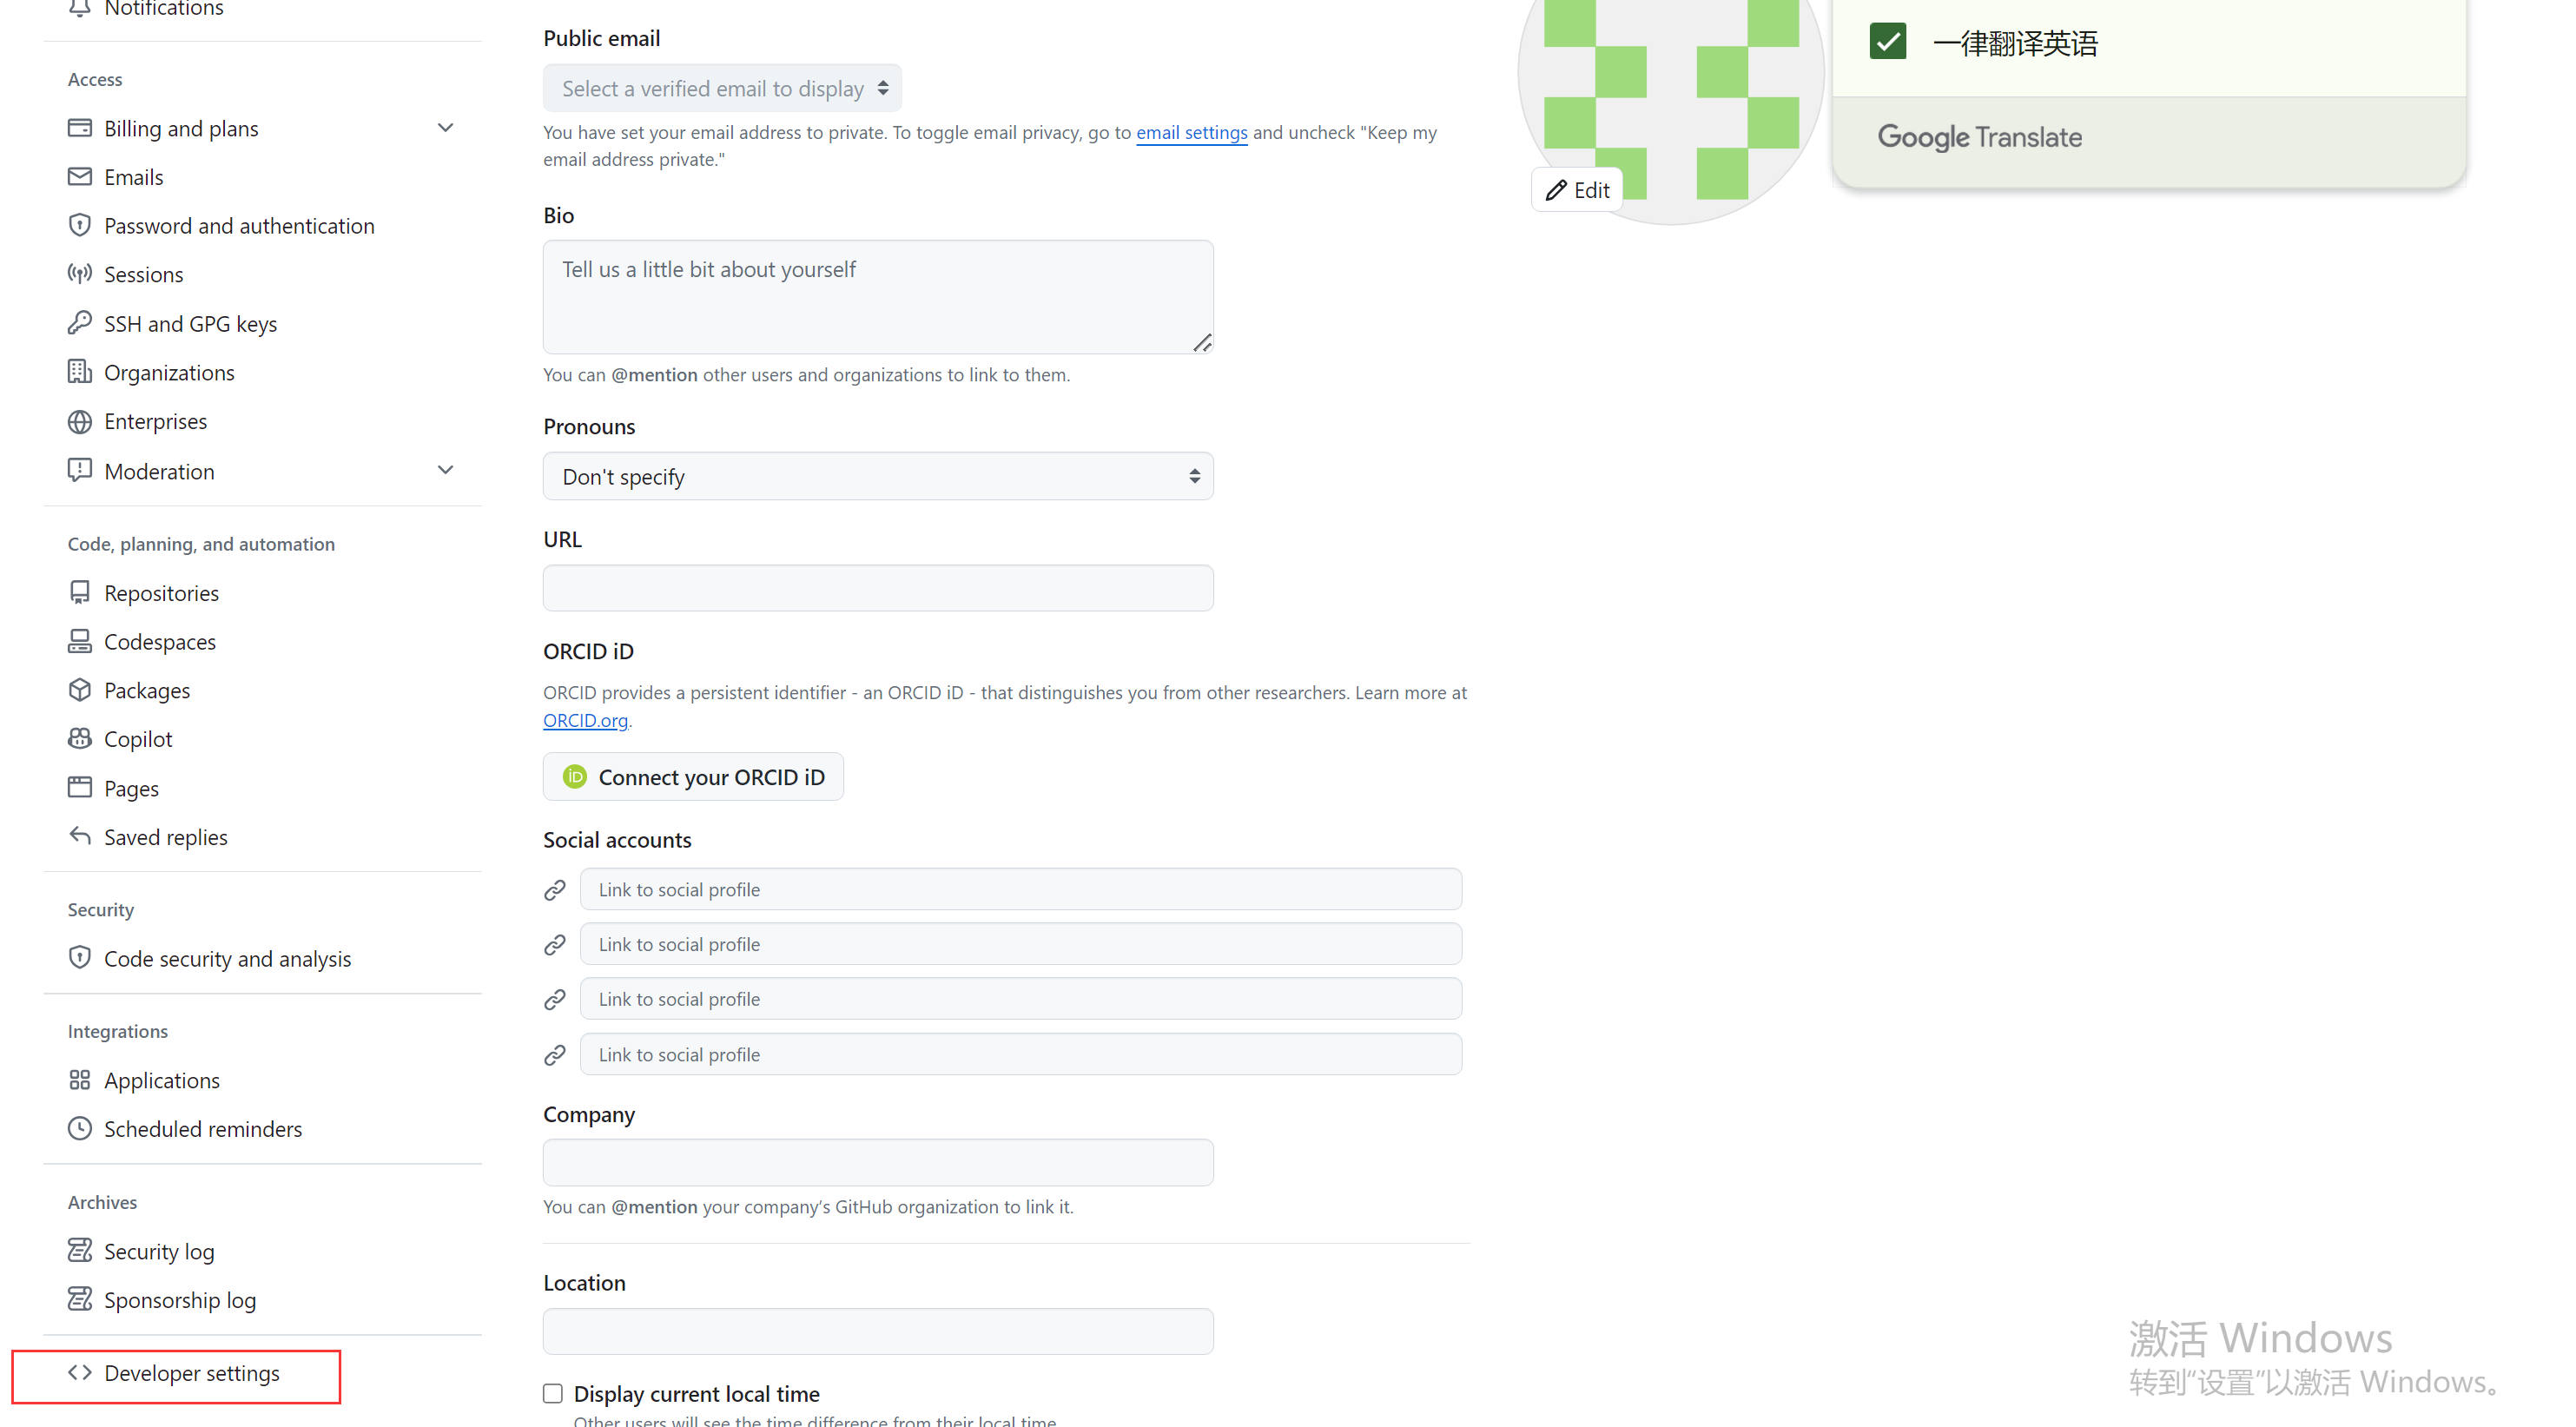 Notifications
Access
Billing and plans
Emails
Password and authentication
Sessions
SSH and GPG keys
Organizations
Enterprises
Moderation
Code, planning, and automation
Repositories
Codespaces
Packages
Copilot
Pages
Saved replies
Security
Code security and analysis
Integrations
Applications
Scheduled reminders
Archives
Security log
Sponsorship log
Developer settings
Public email
Select a verified email to display
You have set your email address to private. To toggle email privacy, go to email settings and uncheck "Keep my
email address private."
Bio
Tell us a little bit about yourself
You can @mention other users and organizations to link to them.
Pronouns
Don't specify
URL
ORCID iD
ORCID provides a persistent identifier - an ORCID iD - that distinguishes you from other researchers. Learn more at
ORCID.org.
iD Connect your ORCID iD
Social accounts
Link to social profile
Link to social profile
Link to social profile
Link to social profile
Company
You can @mention your company’s GitHub organization to link it.
Location
Display current local time
Other users will see the time difference from their local time.
Edit
一律翻译英语
Google Translate
激活 Windows
转到“设置”以激活 Windows。